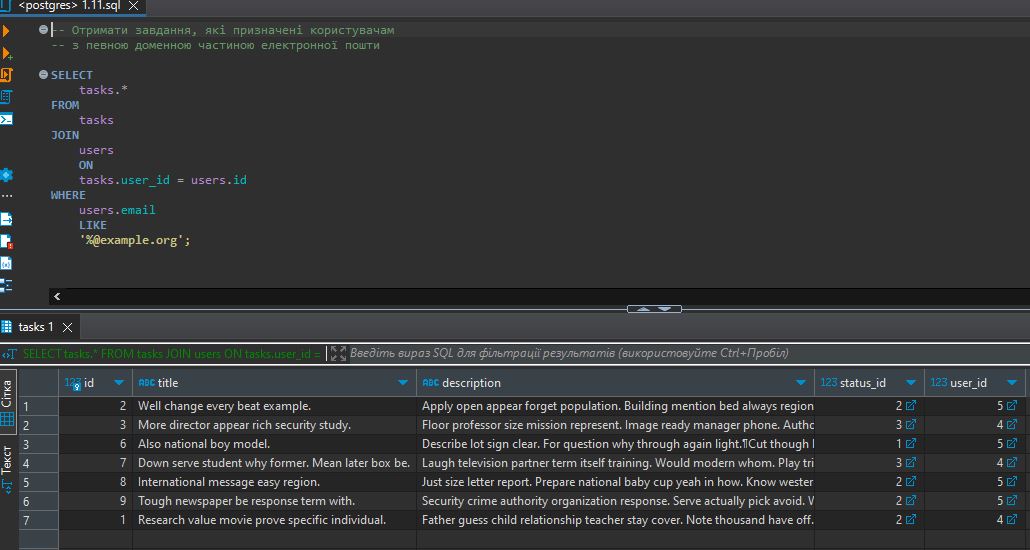 <postgres> 1.11.sql
-- Отримати завдання, які призначені користувачам
-- з певною доменною частиною електронної пошти
SELECT
tasks.*
FROM
tasks
JOIN
users
ON
tasks.user_id = users.id
WHERE
users.email
LIKE
'%@example.org';
tasks 1
SELECT tasks.* FROM tasks JOIN users ON tasks.user_id =
Введіть вираз SQL для фільтрації результатів (використовуйте Ctrl+Пробіл)
Сітка
Текст
123 id ABC title ABC description 123 status_id 123 user_id
1 2 Well change every beat example. Apply open appear forget population. Building mention bed always region 2 5
2 3 More director appear rich security study. Floor professor size mission represent. Image ready manager phone. Autho 3 4
3 6 Also national boy model. Describe lot sign clear. For question why through again light.¶Cut though 1 5
4 7 Down serve student why former. Mean later box be. Laugh television partner term itself training. Would modern whom. Play tri 3 4
5 8 International message easy region. Just size letter report. Prepare national baby cup yeah in how. Know wester 2 5
6 9 Tough newspaper be response term with. Security crime authority organization response. Serve actually pick avoid. 2 5
7 1 Research value movie prove specific individual. Father guess child relationship teacher stay cover. Note thousand have off. 2 4